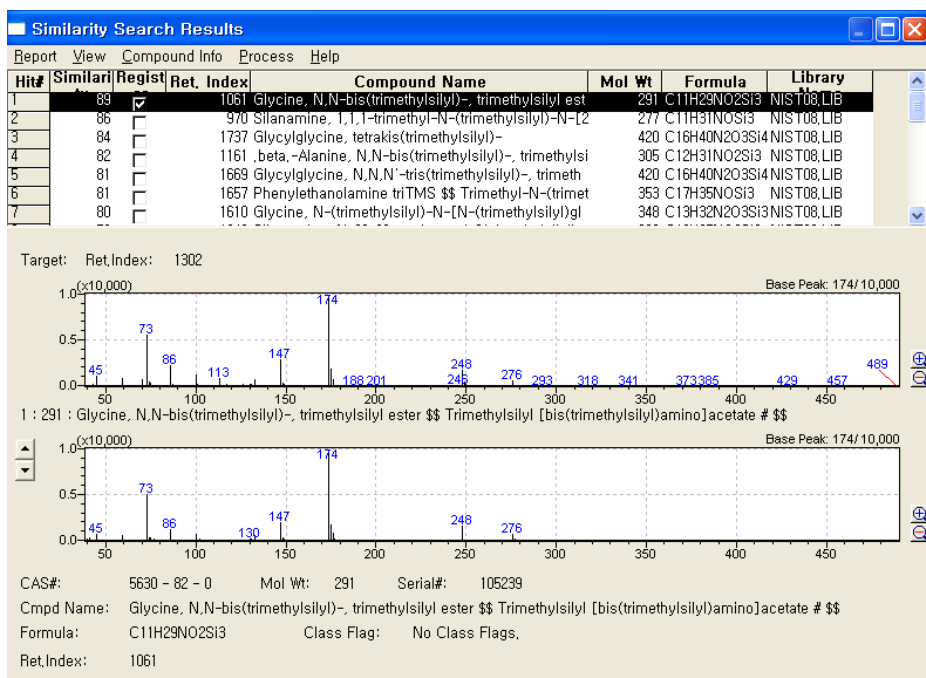 Similarity Search Results
Report View Compound Info Process Help
Hit# Similari Regist Ret. Index Compound Name Mol Wt Formula Library
1 89 1061 Glycine, N,N-bis(trimethylsilyl)-, trimethylsilyl est 291 C11H29NO2Si3 NIST08.LIB
2 86 970 Silanamine, 1,1,1-trimethyl-N-(trimethylsilyl)-N-[2 277 C11H31NOSi3 NIST08.LIB
3 84 1737 Glycylglycine, tetrakis(trimethylsilyl)- 420 C16H40N2O3Si4 NIST08.LIB
4 82 1161 .beta.-Alanine, N,N-bis(trimethylsilyl)-, trimethylsi 305 C12H31NO2Si3 NIST08.LIB
5 81 1669 Glycylglycine, N,N,N'-tris(trimethylsilyl)-, trimeth 420 C16H40N2O3Si4 NIST08.LIB
6 81 1657 Phenylethanolamine triTMS $$ Trimethyl-N-(trimet 353 C17H35NOSi3 NIST08.LIB
7 80 1610 Glycine, N-(trimethylsilyl)-N-[N-(trimethylsilyl)gl 348 C13H32N2O3Si3 NIST08.LIB
Target: Ret.Index: 1302
(x10,000) Base Peak: 174/10,000
1.0 174
0.5 73
45 86 113 147 188 201 246 248 276 293 318 341 373 385 429 457 489
0.0
50 100 150 200 250 300 350 400 450
1 : 291 : Glycine, N,N-bis(trimethylsilyl)-, trimethylsilyl ester $$ Trimethylsilyl [bis(trimethylsilyl)amino]acetate # $$
(x10,000) Base Peak: 174/10,000
1.0 174
0.5 73
45 86 130 147 248 276
0.0
50 100 150 200 250 300 350 400 450
CAS#: 5630 - 82 - 0 Mol Wt: 291 Serial#: 105239
Cmpd Name: Glycine, N,N-bis(trimethylsilyl)-, trimethylsilyl ester $$ Trimethylsilyl [bis(trimethylsilyl)amino]acetate # $$
Formula: C11H29NO2Si3 Class Flag: No Class Flags.
Ret.Index: 1061